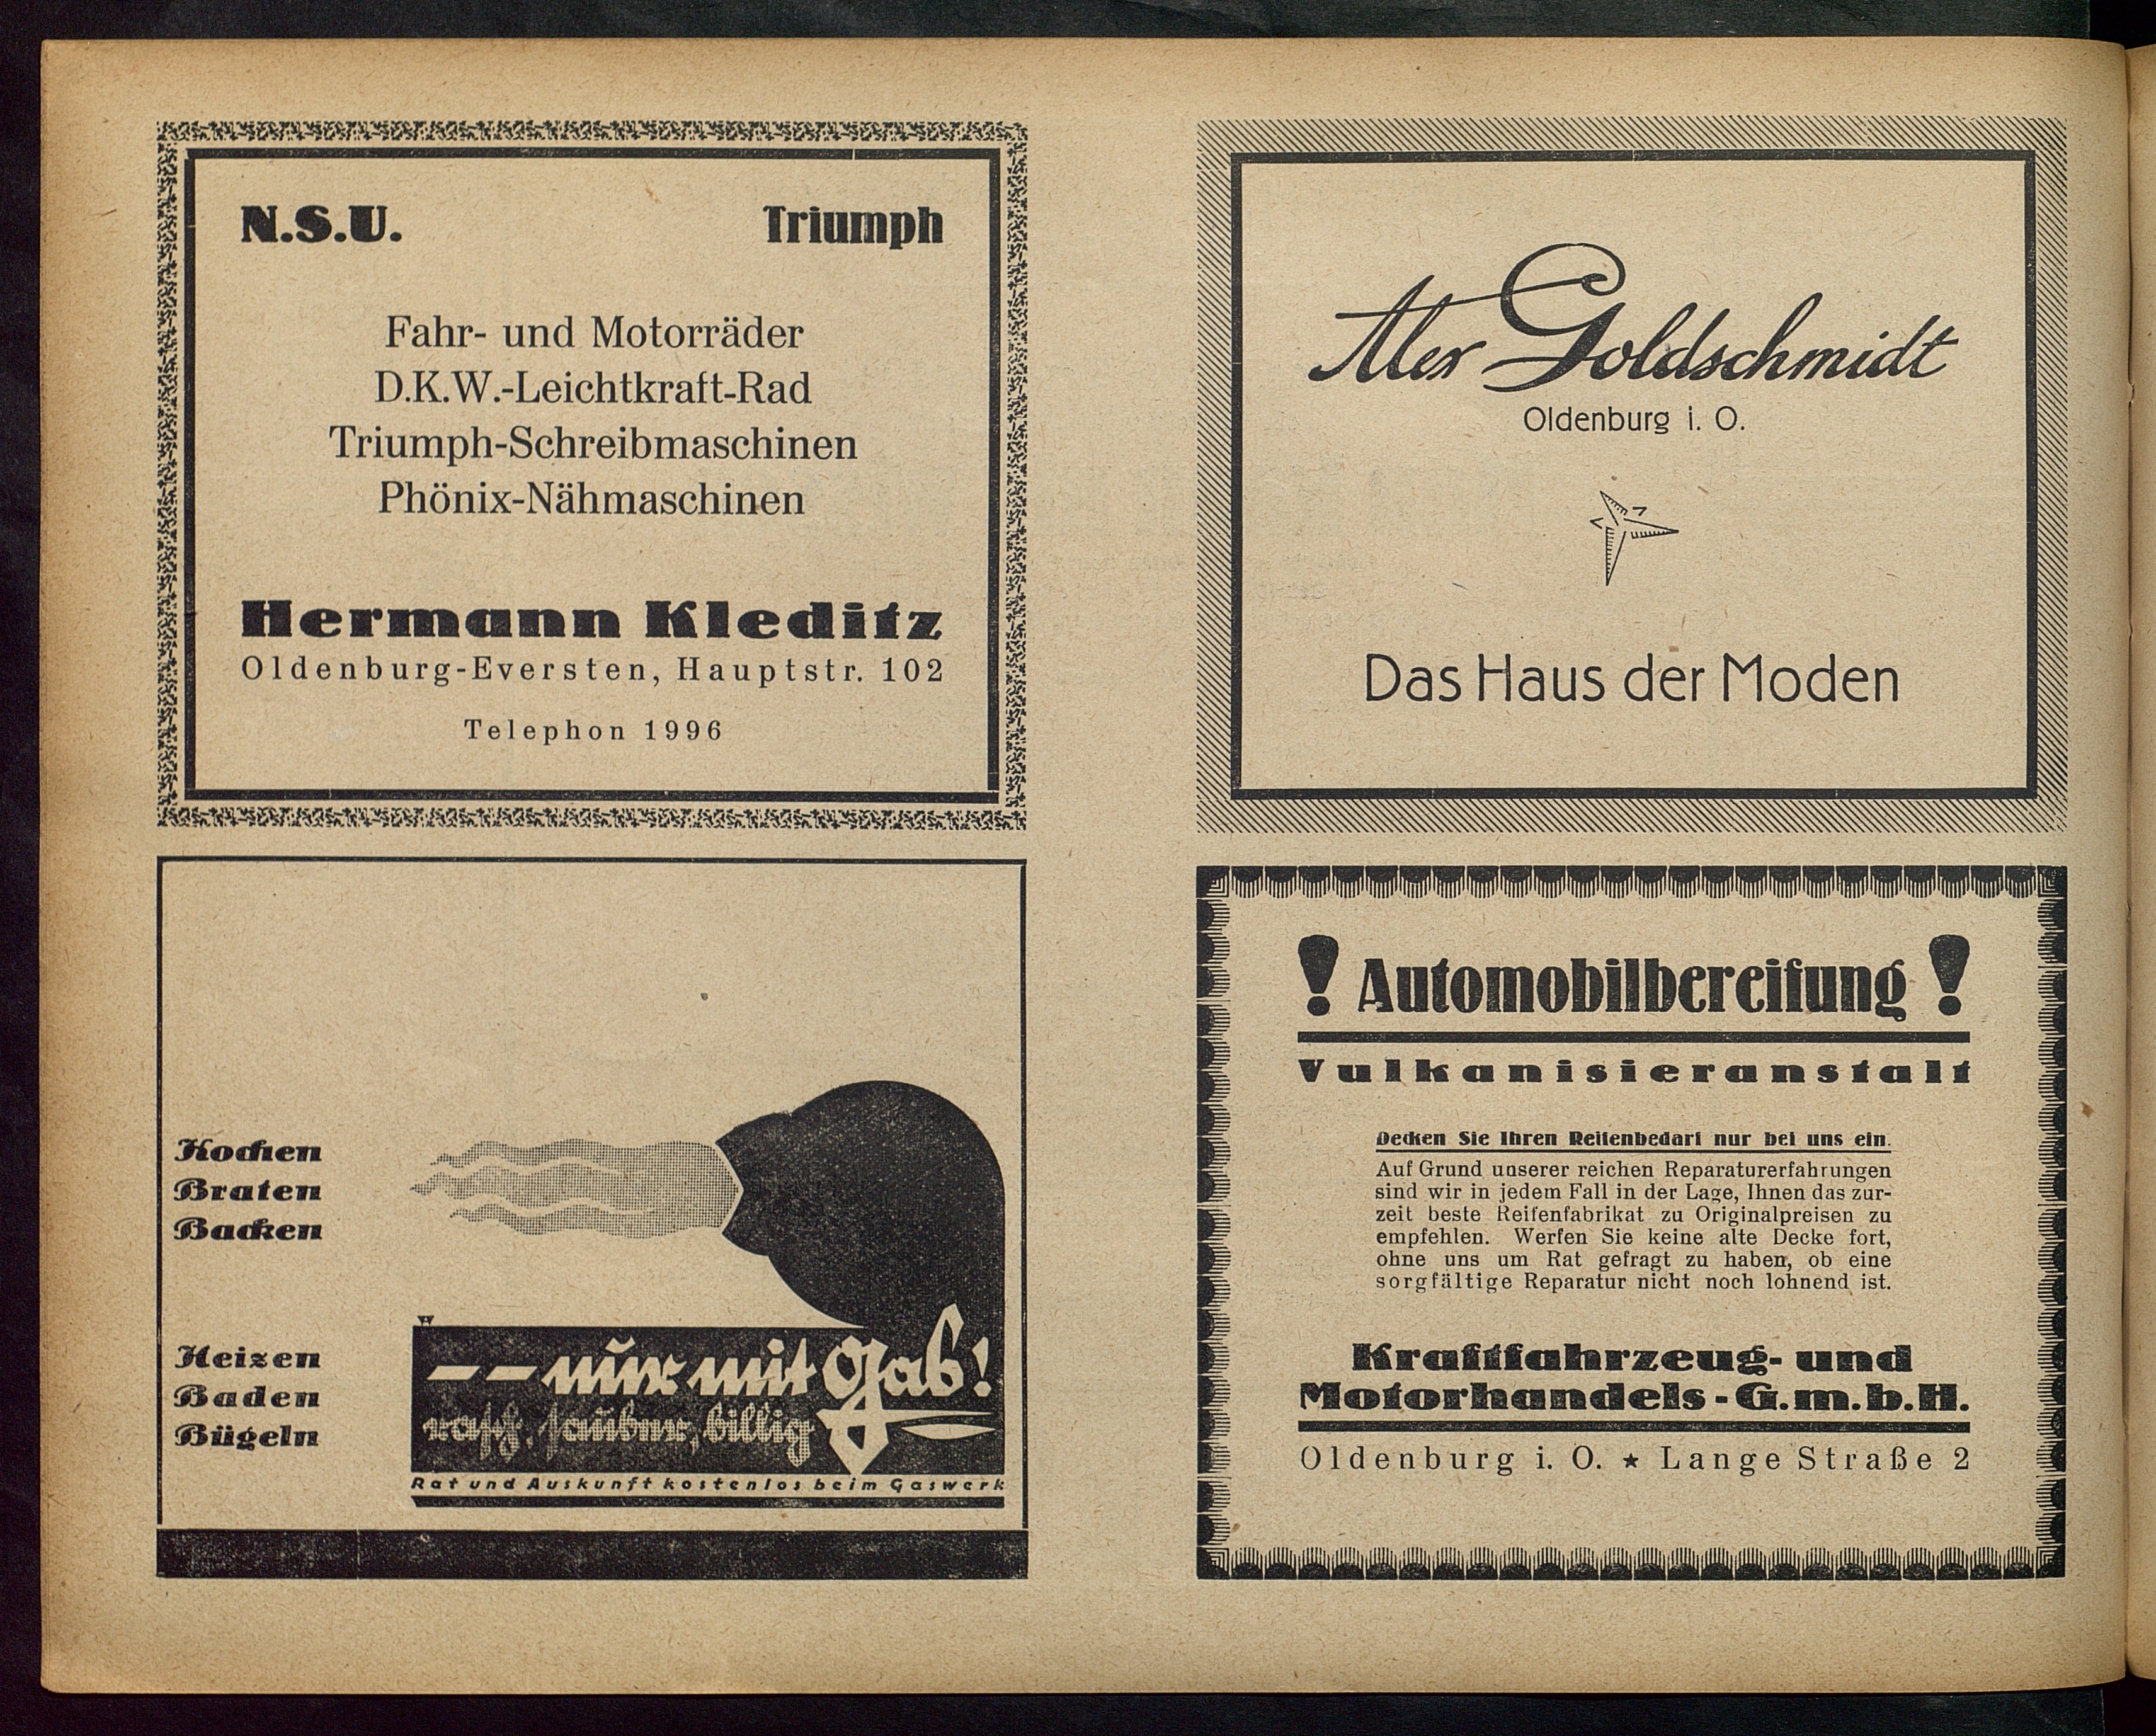 N.S.U. Triumph
Fahr- und Motorräder
D.K.W.-Leichtkraft-Rad
Triumph-Schreibmaschinen
Phönix-Nähmaschinen
Hermann Kleditz
Oldenburg-Eversten, Hauptstr. 102
Telephon 1996
Alex Goldschmidt
Oldenburg i. O.
Das Haus der Moden
Kochen
Braten
Backen
Heizen
Baden
Bügeln
— — nur mit Gas!
rasch, sauber, billig
Rat und Auskunft kostenlos beim Gaswerk
! Automobilbereifung !
Vulkanisieranstalt
Decken Sie Ihren Reifenbedarf nur bei uns ein.
Auf Grund unserer reichen Reparaturerfahrungen
sind wir in jedem Fall in der Lage, Ihnen das zur-
zeit beste Reifenfabrikat zu Originalpreisen zu
empfehlen. Werfen Sie keine alte Decke fort,
ohne uns um Rat gefragt zu haben, ob eine
sorgfältige Reparatur nicht noch lohnend ist.
Kraftfahrzeug- und
Motorhandels-G.m.b.H.
Oldenburg i. O. ★ Lange Straße 2